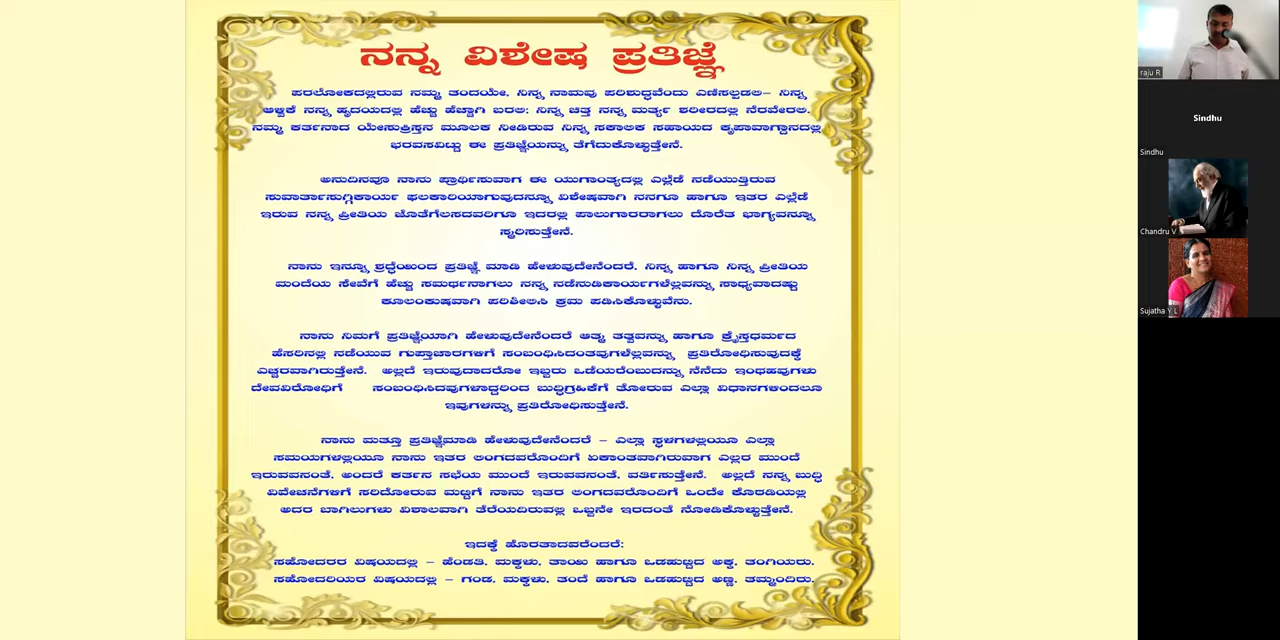 ನನ್ನ ವಿಶೇಷ ಪ್ರತಿಜ್ಞೆ
ಪರಲೋಕದಲ್ಲಿರುವ ನಮ್ಮ ತಂದೆಯೇ, ನಿನ್ನ ನಾಮವು ಪರಿಶುದ್ಧವೆಂದು ಎಣಿಸಲ್ಪಡಲಿ– ನಿನ್ನ
ಆಳ್ವಿಕೆ ನನ್ನ ಹೃದಯದಲ್ಲಿ ಹೆಚ್ಚು ಹೆಚ್ಚಾಗಿ ಬರಲಿ; ನಿನ್ನ ಚಿತ್ತ ನನ್ನ ಮರ್ತ್ಯ ಶರೀರದಲ್ಲಿ ನೆರವೇರಲಿ.
ನಮ್ಮ ಕರ್ತನಾದ ಯೇಸುಕ್ರಿಸ್ತನ ಮೂಲಕ ನೀಡಿರುವ ನಿನ್ನ ಸಕಾಲಿಕ ಸಹಾಯದ ಕೃಪಾವಾಗ್ದಾನದಲ್ಲಿ
ಭರವಸವಿಟ್ಟು ಈ ಪ್ರತಿಜ್ಞೆಯನ್ನು ತೆಗೆದುಕೊಳ್ಳುತ್ತೇನೆ.
ಅನುದಿನವೂ ನಾನು ಪ್ರಾರ್ಥಿಸುವಾಗ ಈ ಯುಗಾಂತ್ಯದಲ್ಲಿ ಎಲ್ಲೆಡೆ ನಡೆಯುತ್ತಿರುವ
ಸುವಾರ್ತಾಸುಗ್ಗಿಕಾರ್ಯ ಫಲಕಾರಿಯಾಗುವುದನ್ನೂ ವಿಶೇಷವಾಗಿ ನನಗೂ ಹಾಗೂ ಇತರ ಎಲ್ಲೆಡೆ
ಇರುವ ನನ್ನ ಪ್ರೀತಿಯ ಜೊತೆಗೆಲಸದವರಿಗೂ ಇದರಲ್ಲಿ ಪಾಲುಗಾರರಾಗಲು ದೊರೆತ ಭಾಗ್ಯವನ್ನೂ
ಸ್ಮರಿಸುತ್ತೇನೆ.
ನಾನು ಇನ್ನೂ ಶ್ರದ್ಧೆಯಿಂದ ಪ್ರತಿಜ್ಞೆ ಮಾಡಿ ಹೇಳುವುದೇನೆಂದರೆ, ನಿನ್ನ ಹಾಗೂ ನಿನ್ನ ಪ್ರೀತಿಯ
ಮಂದೆಯ ಸೇವೆಗೆ ಹೆಚ್ಚು ಸಮರ್ಥನಾಗಲು ನನ್ನ ನಡೆನುಡಿಕಾರ್ಯಗಳೆಲ್ಲವನ್ನು ಸಾಧ್ಯವಾದಷ್ಟು
ಕೂಲಂಕುಷವಾಗಿ ಪರಿಶೀಲಿಸಿ ಕ್ರಮ ಪಡಿಸಿಕೊಳ್ಳುವೆನು.
ನಾನು ನಿಮಗೆ ಪ್ರತಿಜ್ಞೆಯಾಗಿ ಹೇಳುವುದೇನೆಂದರೆ ಆತ್ಮ ತತ್ವವನ್ನು ಹಾಗೂ ಕ್ರೈಸ್ತಧರ್ಮದ
ಹೆಸರಿನಲ್ಲಿ ನಡೆಯುವ ಗುಪ್ತಾಚಾರಗಳಿಗೆ ಸಂಬಂಧಿಸಿದಂತವುಗಳೆಲ್ಲವನ್ನು ಪ್ರತಿರೋಧಿಸುವುದಕ್ಕೆ
ಎಚ್ಚರವಾಗಿರುತ್ತೇನೆ. ಅಲ್ಲದೆ ಇರುವುದಾದರೋ ಇಬ್ಬರು ಒಡೆಯರೆಂಬುದನ್ನು ನೆನೆದು ಇಂಥಹವುಗಳು
ದೇವವಿರೋಧಿಗೆ ಸಂಬಂಧಿಸಿದವುಗಳಾದ್ದರಿಂದ ಬುದ್ಧಿಗ್ರಹಿಕೆಗೆ ತೋರುವ ಎಲ್ಲಾ ವಿಧಾನಗಳಿಂದಲೂ
ಇವುಗಳನ್ನು ಪ್ರತಿರೋಧಿಸುತ್ತೇನೆ.
ನಾನು ಮತ್ತೂ ಪ್ರತಿಜ್ಞೆಮಾಡಿ ಹೇಳುವುದೇನೆಂದರೆ – ಎಲ್ಲಾ ಸ್ಥಳಗಳಲ್ಲಿಯೂ ಎಲ್ಲಾ
ಸಮಯಗಳಲ್ಲಿಯೂ ನಾನು ಇತರ ಲಿಂಗದವರೊಂದಿಗೆ ಏಕಾಂತವಾಗಿರುವಾಗ ಎಲ್ಲರ ಮುಂದೆ
ಇರುವವನಂತೆ, ಅಂದರೆ ಕರ್ತನ ಸಭೆಯ ಮುಂದೆ ಇರುವವನಂತೆ, ವರ್ತಿಸುತ್ತೇನೆ. ಅಲ್ಲದೆ ನನ್ನ ಬುದ್ಧಿ
ವಿವೇಚನೆಗಳಿಗೆ ಸರಿದೋರುವ ಮಟ್ಟಿಗೆ ನಾನು ಇತರ ಲಿಂಗದವರೊಂದಿಗೆ ಒಂದೇ ಕೊಠಡಿಯಲ್ಲಿ
ಅದರ ಬಾಗಿಲುಗಳು ವಿಶಾಲವಾಗಿ ತೆರೆಯದಿರುವಲ್ಲಿ ಒಬ್ಬನೇ ಇರದಂತೆ ನೋಡಿಕೊಳ್ಳುತ್ತೇನೆ.
ಇದಕ್ಕೆ ಹೊರತಾದವರೆಂದರೆ:
ಸಹೋದರರ ವಿಷಯದಲ್ಲಿ – ಹೆಂಡತಿ, ಮಕ್ಕಳು, ತಾಯಿ ಹಾಗೂ ಒಡಹುಟ್ಟಿದ ಅಕ್ಕ, ತಂಗಿಯರು.
ಸಹೋದರಿಯರ ವಿಷಯದಲ್ಲಿ – ಗಂಡ, ಮಕ್ಕಳು, ತಂದೆ ಹಾಗೂ ಒಡಹುಟ್ಟಿದ ಅಣ್ಣ, ತಮ್ಮಂದಿರು.
raju R
Sindhu
Sindhu
Chandru V
Sujatha Y L